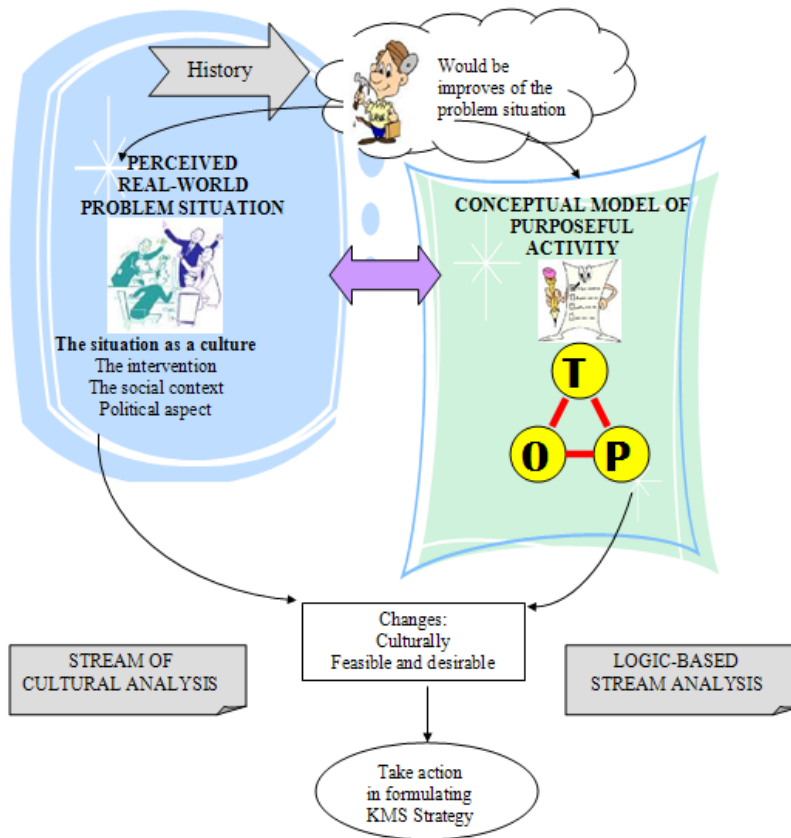 History
Would be
improves of the
problem situation
PERCEIVED
REAL-WORLD
PROBLEM SITUATION
The situation as a culture
The intervention
The social context
Political aspect
CONCEPTUAL MODEL OF
PURPOSEFUL
ACTIVITY
T
O P
Changes:
Culturally
Feasible and desirable
STREAM OF
CULTURAL ANALYSIS
LOGIC-BASED
STREAM ANALYSIS
Take action
in formulating
KMS Strategy